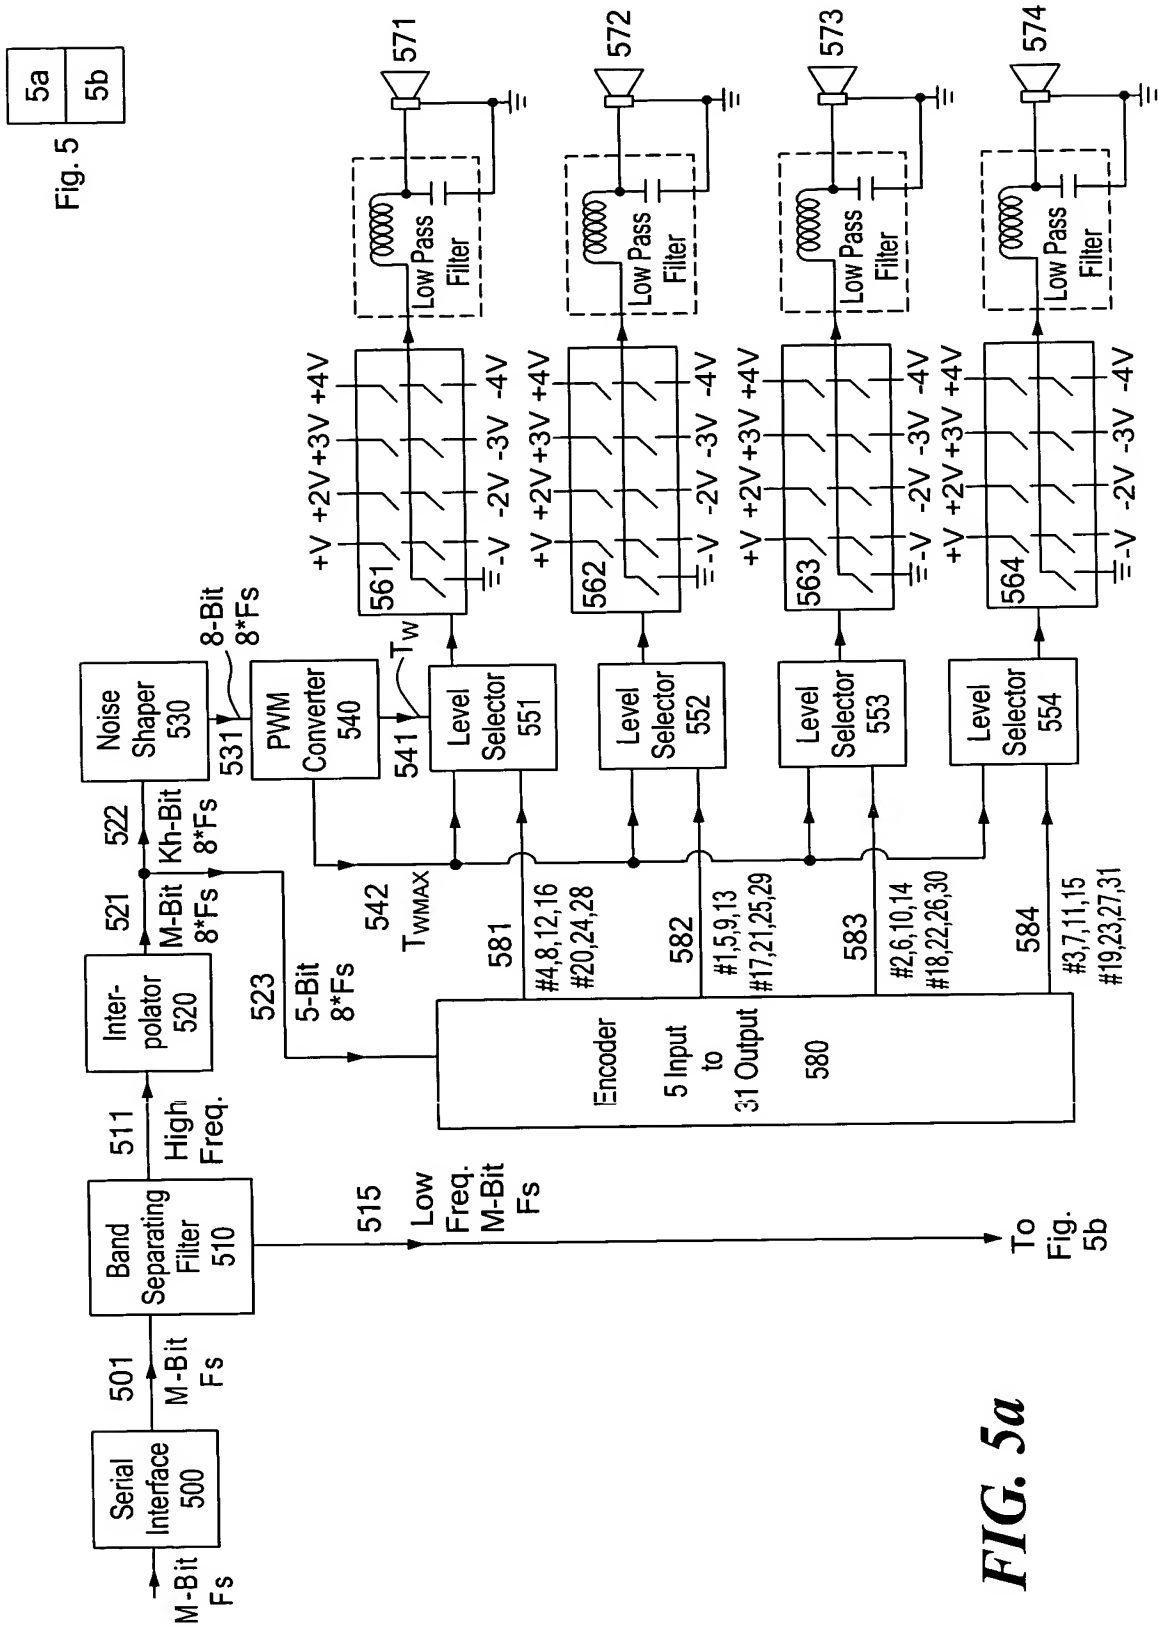 Fig. 5
5a
5b
M-Bit
Fs
Serial
Interface
500
501
M-Bit
Fs
Band
Separating
Filter
510
511
High
Freq.
515
Low
Freq.
M-Bit
Fs
To
Fig.
5b
Inter-
polator
520
521
M-Bit
8*Fs
522
Kh-Bit
8*Fs
523
5-Bit
8*Fs
Noise
Shaper
530
531
8-Bit
8*Fs
PWM
Converter
540
541
TW
542
TWMAX
Encoder
5 Input
to
31 Output
580
581
#4,8,12,16
#20,24,28
582
#1,5,9,13
#17,21,25,29
583
#2,6,10,14
#18,22,26,30
584
#3,7,11,15
#19,23,27,31
Level
Selector
551
+V +2V +3V +4V
561
-V -2V -3V -4V
Low Pass
Filter
571
Level
Selector
552
+V +2V +3V +4V
562
-V -2V -3V -4V
Low Pass
Filter
572
Level
Selector
553
+V +2V +3V +4V
563
-V -2V -3V -4V
Low Pass
Filter
573
Level
Selector
554
+V +2V +3V +4V
564
-V -2V -3V -4V
Low Pass
Filter
574
FIG. 5a